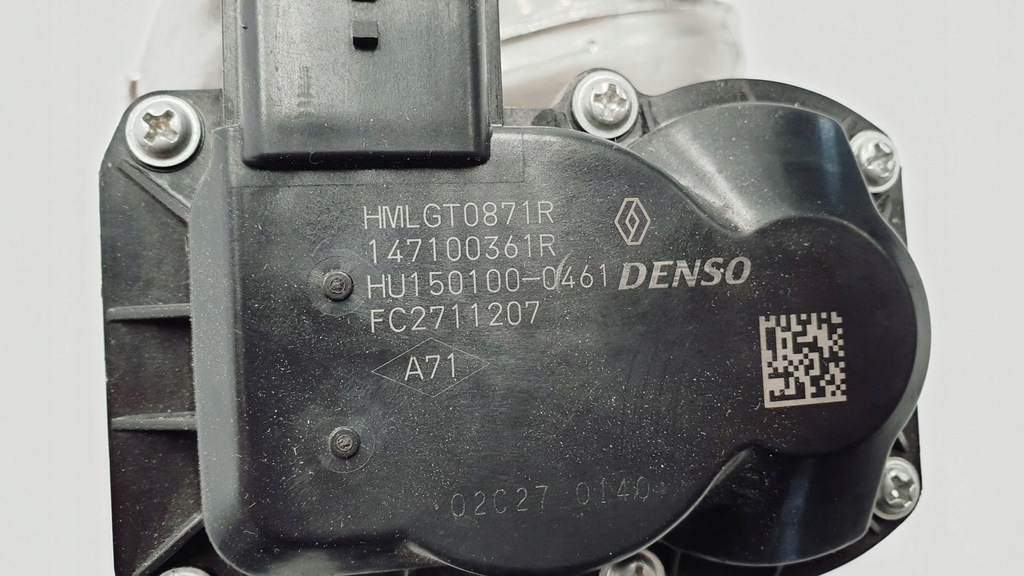 HMLGT0871R
147100361R
HU150100-0461 DENSO
FC2711207
A71
02C27 0140